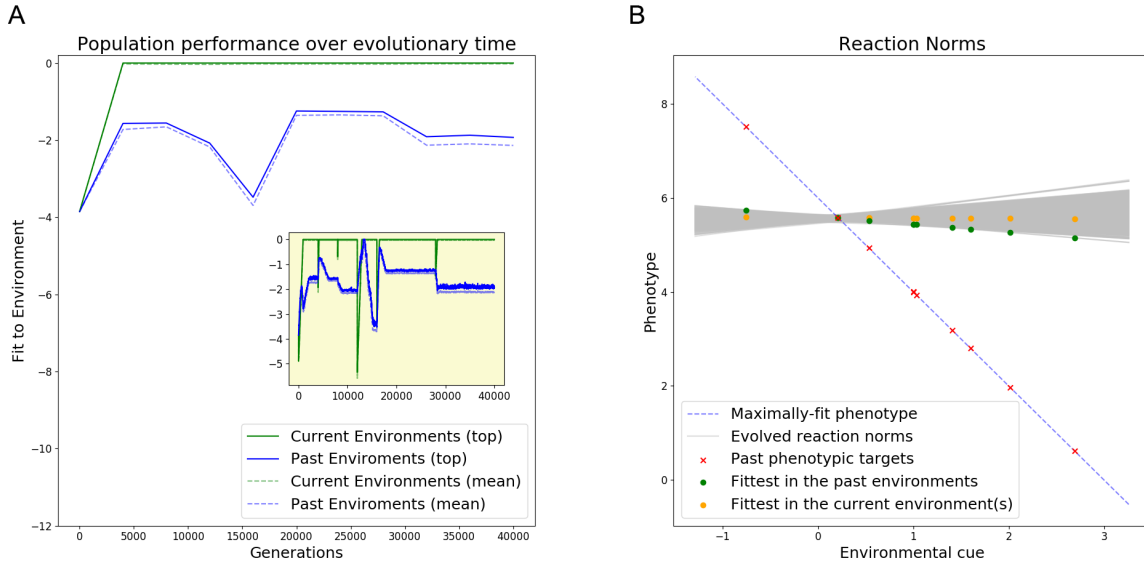 A
Population performance over evolutionary time
Fit to Environment
0
−2
−4
−6
−8
−10
−12
0
5000
10000
15000
20000
25000
30000
35000
40000
Generations
0
−1
−2
−3
−4
−5
0
10000
20000
30000
40000
Current Environments (top)
Past Enviroments (top)
Current Environments (mean)
Past Enviroments (mean)
B
Reaction Norms
Phenotype
8
6
4
2
0
−1
0
1
2
3
Environmental cue
Maximally-fit phenotype
Evolved reaction norms
Past phenotypic targets
Fittest in the past environments
Fittest in the current environment(s)